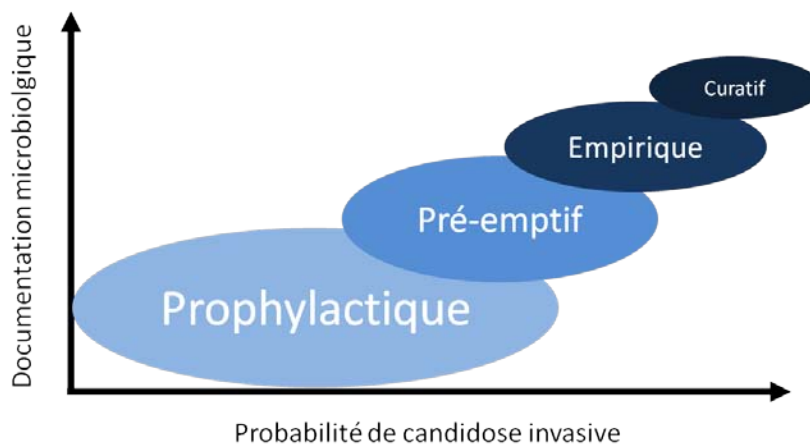 Documentation microbiolgique
Curatif
Empirique
Pré-emptif
Prophylactique
Probabilité de candidose invasive